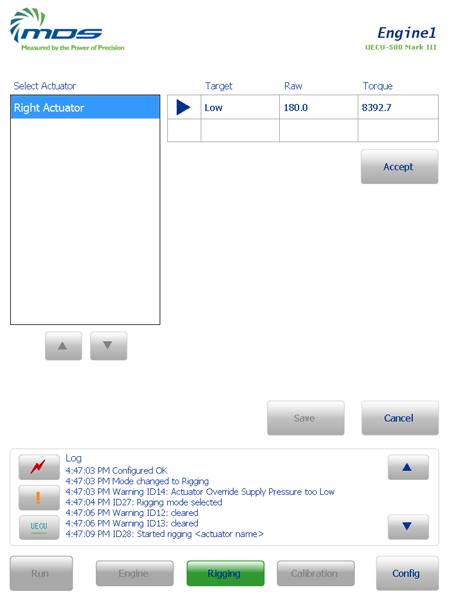 mos
Measured by the Power of Precision
Engine1
UECU-500 Mark III
Select Actuator
Target Raw Torque
Right Actuator
Low 180.0 8392.7
Accept
Save Cancel
Log
4:47:03 PM Configured OK
4:47:03 PM Mode changed to Rigging
4:47:03 PM Warning ID14: Actuator Override Supply Pressure too Low
4:47:04 PM ID27: Rigging mode selected
4:47:06 PM Warning ID12: cleared
4:47:06 PM Warning ID13: cleared
4:47:09 PM ID28: Started rigging <actuator name>
!
UECU
Run Engine Rigging Calibration Config